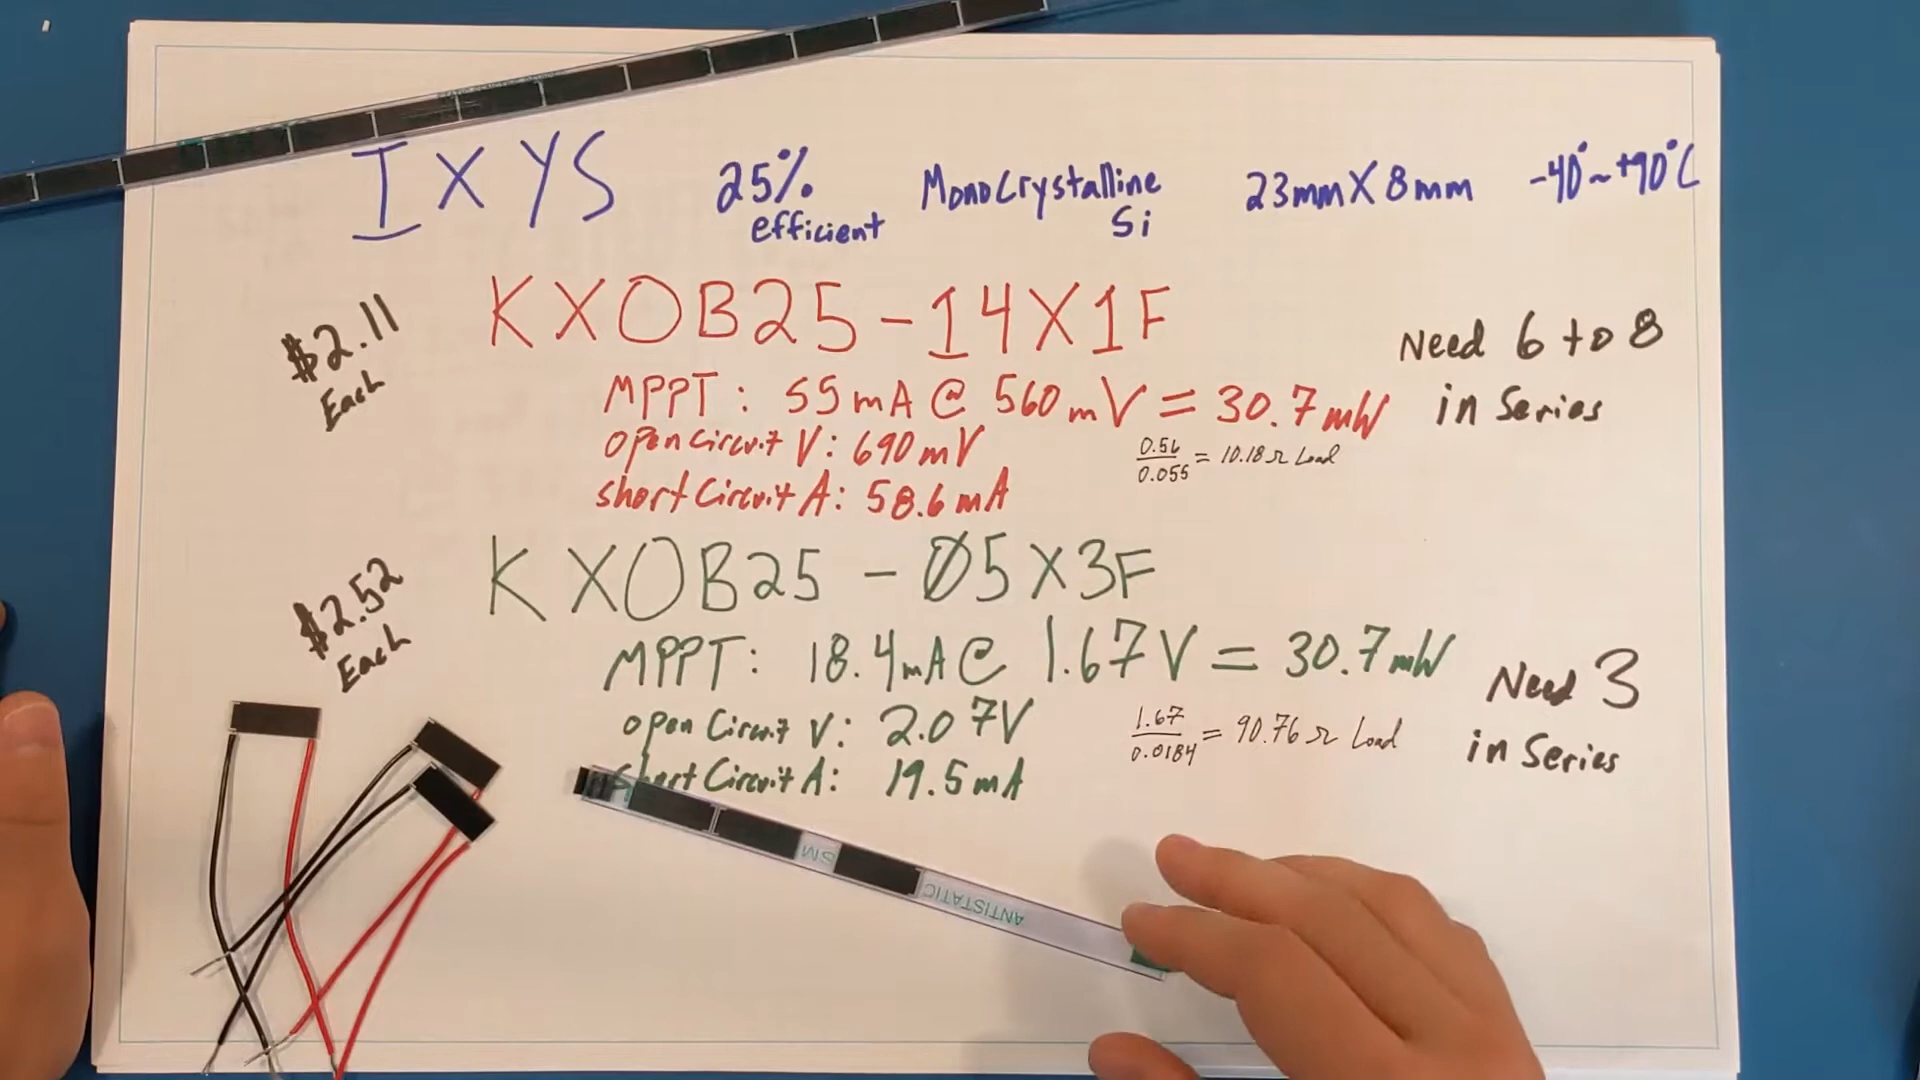 IXYS
25% efficient
MonoCrystalline Si
23mm X 8mm
-40° ~ +90°C
$2.11 Each
KXOB25-14X1F
MPPT: 55mA @ 560mV = 30.7mW
open circuit V: 690mV
short Circuit A: 58.6mA
0.56
0.055
= 10.18Ω Load
Need 6 to 8
in Series
$2.52 Each
KXOB25-Ø5X3F
MPPT: 18.4mA @ 1.67V = 30.7mW
open Circuit V: 2.07V
short Circuit A: 19.5mA
1.67
0.0184
= 90.76Ω Load
Need 3
in Series
SM
ANTISTATIC